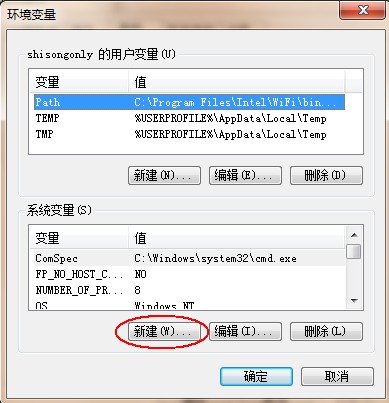 环境变量
shisongonly 的用户变量(U)
变量 值
Path C:\Program Files\Intel\WiFi\bin...
TEMP %USERPROFILE%\AppData\Local\Temp
TMP %USERPROFILE%\AppData\Local\Temp
新建(N)... 编辑(E)... 删除(D)
系统变量(S)
变量 值
ComSpec C:\Windows\system32\cmd.exe
FP_NO_HOST_C... NO
NUMBER_OF_PR... 8
OS Windows_NT
新建(W)... 编辑(I)... 删除(L)
确定 取消